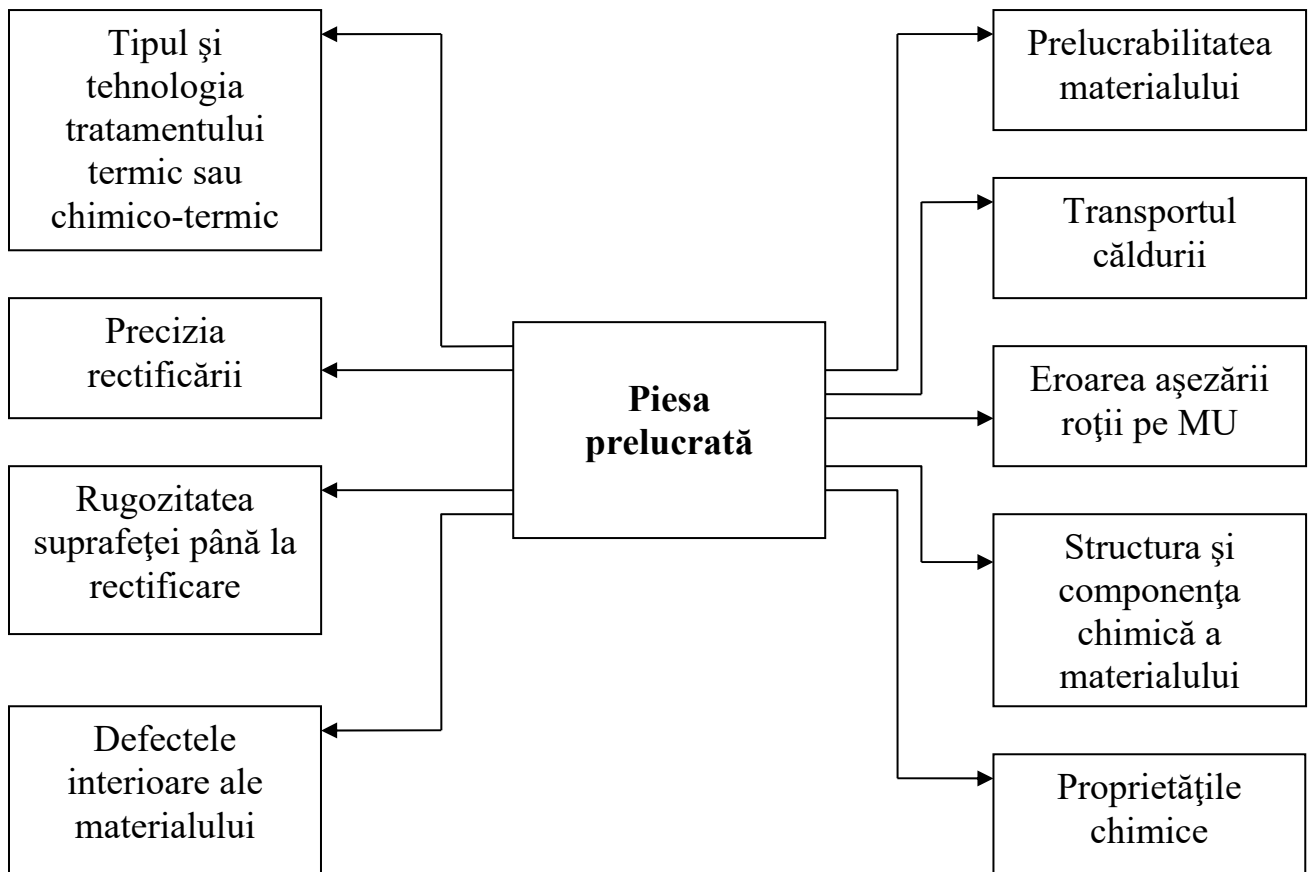 Tipul şi
tehnologia
tratamentului
termic sau
chimico-termic
Precizia
rectificării
Rugozitatea
suprafeţei până la
rectificare
Defectele
interioare ale
materialului
Piesa
prelucrată
Prelucrabilitatea
materialului
Transportul
căldurii
Eroarea aşezării
roţii pe MU
Structura şi
componenţa
chimică a
materialului
Proprietăţile
chimice